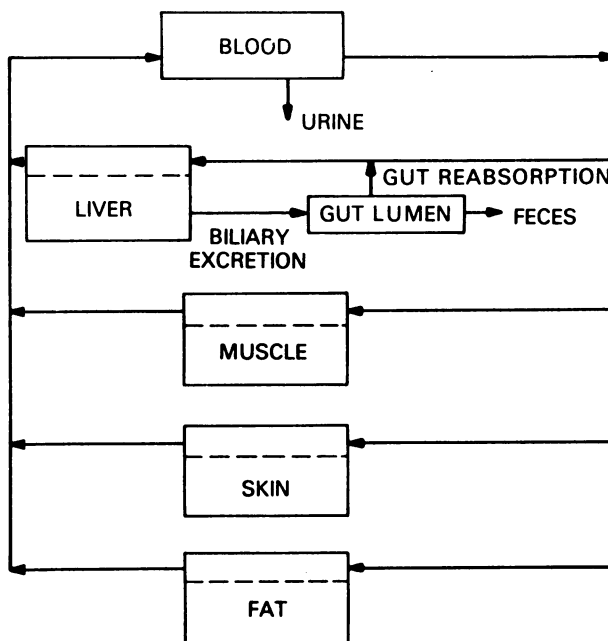 BLOOD
URINE
GUT REABSORPTION
LIVER
GUT LUMEN
FECES
BILIARY
EXCRETION
MUSCLE
SKIN
FAT